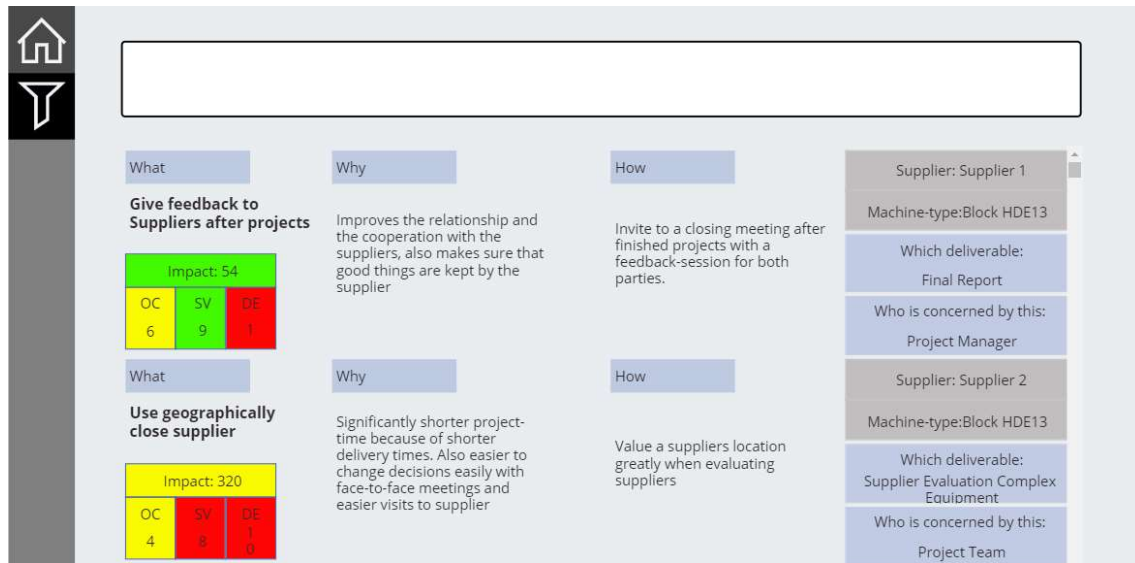 What
Why
How
Supplier: Supplier 1
Give feedback to
Suppliers after projects
Improves the relationship and
the cooperation with the
suppliers, also makes sure that
good things are kept by the
supplier
Invite to a closing meeting after
finished projects with a
feedback-session for both
parties.
Machine-type:Block HDE13
Which deliverable:
Final Report
Who is concerned by this:
Project Manager
Impact: 54
OC SV DE
6 9 1
What
Why
How
Supplier: Supplier 2
Use geographically
close supplier
Significantly shorter project-
time because of shorter
delivery times. Also easier to
change decisions easily with
face-to-face meetings and
easier visits to supplier
Value a suppliers location
greatly when evaluating
suppliers
Machine-type:Block HDE13
Which deliverable:
Supplier Evaluation Complex
Equipment
Who is concerned by this:
Project Team
Impact: 320
OC SV DE
4 8 10